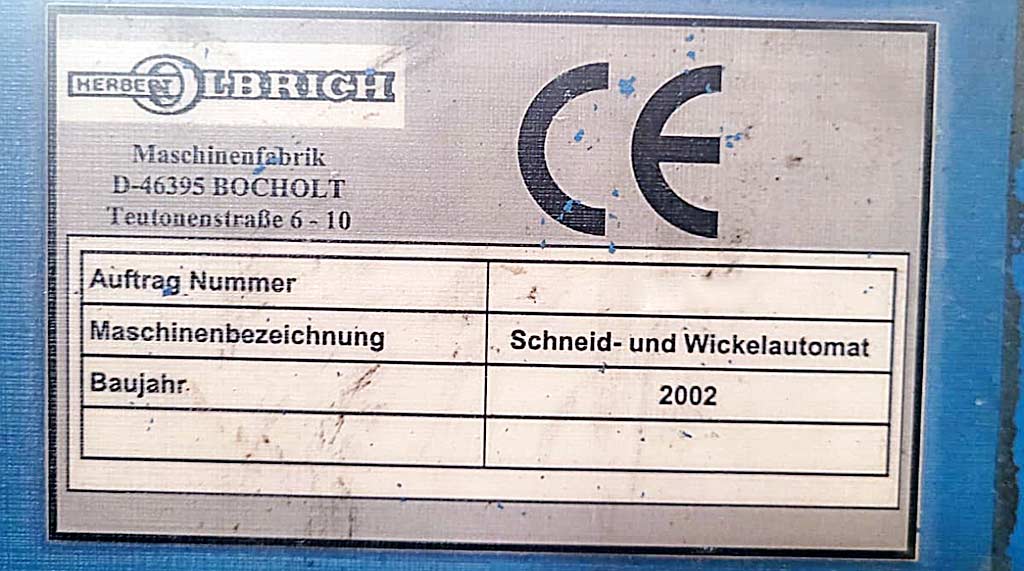 HERBERT OLBRICH
CE
Maschinenfabrik
D-46395 BOCHOLT
Teutonenstraße 6 - 10
Auftrag Nummer
Maschinenbezeichnung Schneid- und Wickelautomat
Baujahr 2002